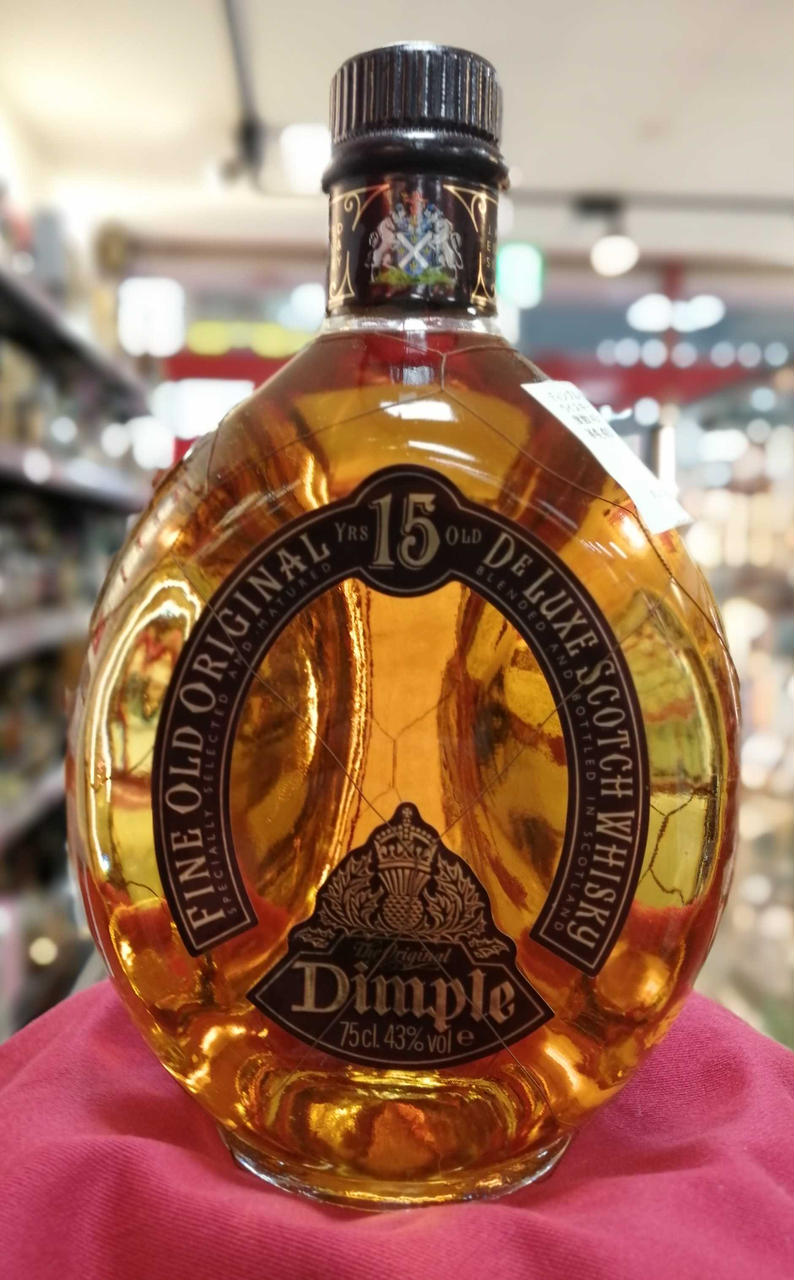 YRS 15 OLD
FINE OLD ORIGINAL
DE LUXE SCOTCH WHISKY
SPECIALLY SELECTED AND MATURED
BLENDED AND BOTTLED IN SCOTLAND
The Original
Dimple
75cl. 43% vol e